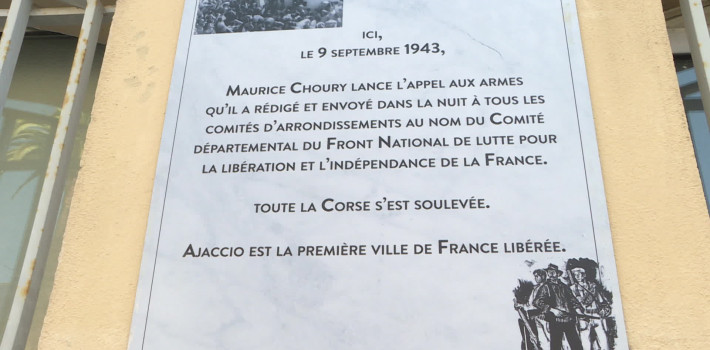 ICI,
LE 9 SEPTEMBRE 1943,
MAURICE CHOURY LANCE L'APPEL AUX ARMES
QU'IL A RÉDIGÉ ET ENVOYÉ DANS LA NUIT À TOUS LES
COMITÉS D'ARRONDISSEMENTS AU NOM DU COMITÉ
DÉPARTEMENTAL DU FRONT NATIONAL DE LUTTE POUR
LA LIBÉRATION ET L'INDÉPENDANCE DE LA FRANCE.
TOUTE LA CORSE S'EST SOULEVÉE.
AJACCIO EST LA PREMIÈRE VILLE DE FRANCE LIBÉRÉE.